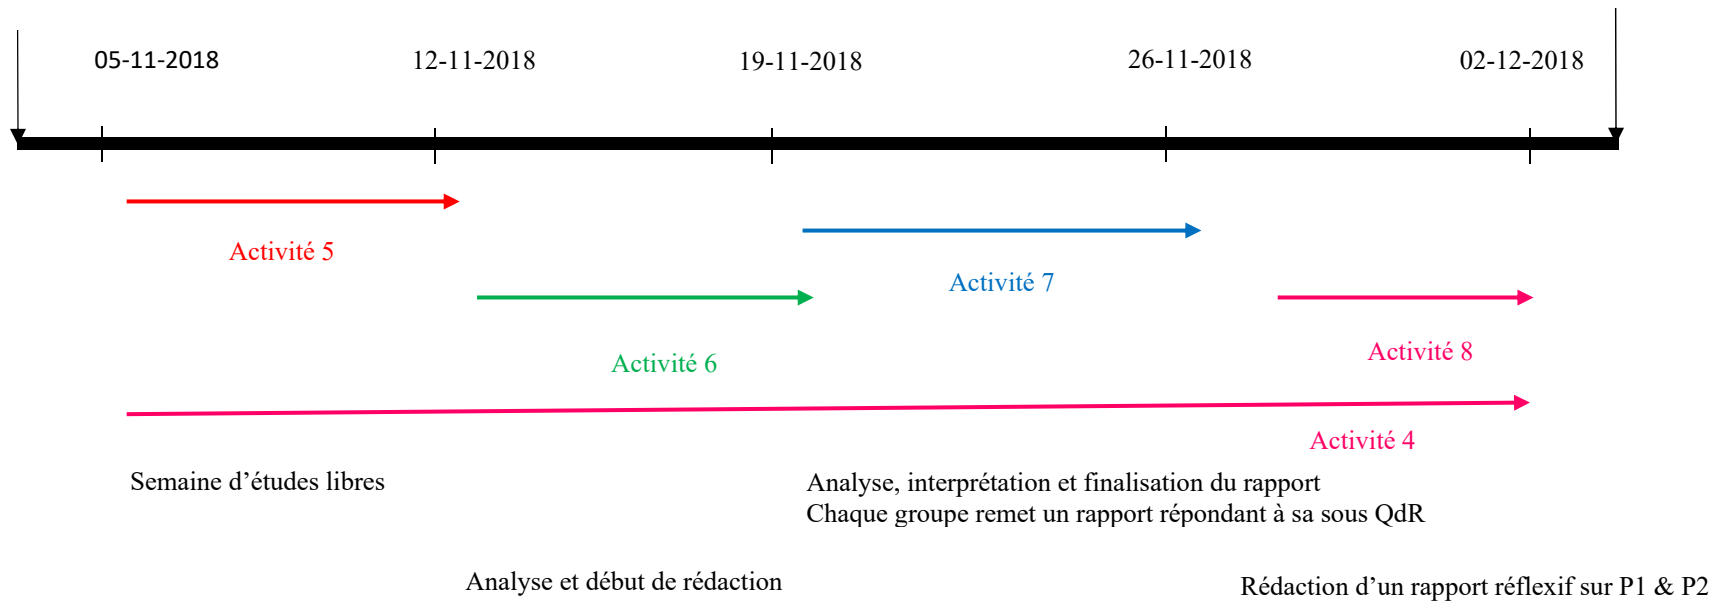 05-11-2018
12-11-2018
19-11-2018
26-11-2018
02-12-2018
Activité 5
Activité 7
Activité 6
Activité 8
Activité 4
Semaine d’études libres
Analyse, interprétation et finalisation du rapport
Chaque groupe remet un rapport répondant à sa sous QdR
Analyse et début de rédaction
Rédaction d’un rapport réflexif sur P1 & P2